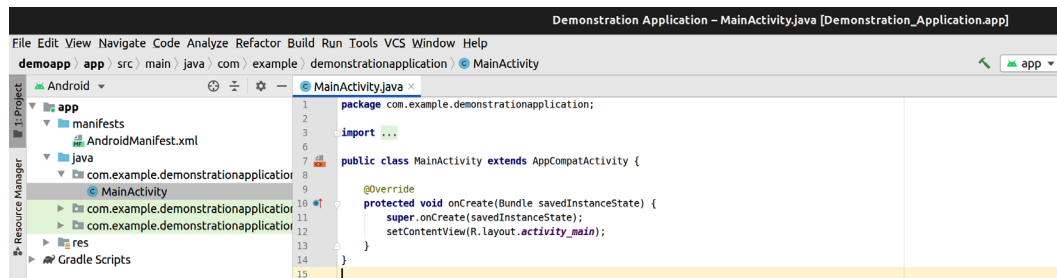 Demonstration Application – MainActivity.java [Demonstration_Application.app]
File Edit View Navigate Code Analyze Refactor Build Run Tools VCS Window Help
demoapp 〉 app 〉 src 〉 main 〉 java 〉 com 〉 example 〉 demonstrationapplication 〉 C MainActivity
app
1: Project
Resource Manager
Android
app
manifests
MF AndroidManifest.xml
java
com.example.demonstrationapplication
C MainActivity
com.example.demonstrationapplication
com.example.demonstrationapplication
res
Gradle Scripts
C MainActivity.java ×
1 package com.example.demonstrationapplication;
2
3 import ...
6
7 public class MainActivity extends AppCompatActivity {
8
9 @Override
10 protected void onCreate(Bundle savedInstanceState) {
11 super.onCreate(savedInstanceState);
12 setContentView(R.layout.activity_main);
13 }
14 }
15